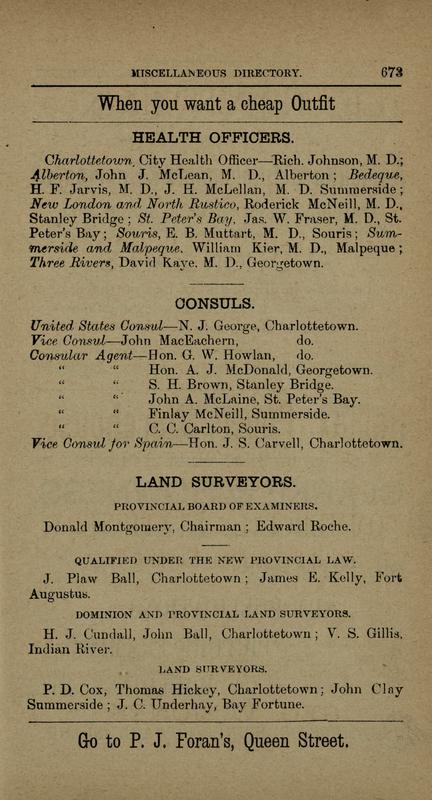 MISCELLANEOUS DIRECTORY. 673
When you want a cheap Outfit
HEALTH OFFICERS.
Charlottetown, City Health Officer—Rich. Johnson, M. D.;
Alberton, John J. McLean, M. D., Alberton; Bedeque,
H. F. Jarvis, M. D., J. H. McLellan, M. D. Summerside;
New London and North Rustico, Roderick McNeill, M. D.,
Stanley Bridge; St. Peter's Bay, Jas. W. Fraser, M. D., St.
Peter's Bay; Souris, E. B. Muttart, M. D., Souris; Sum-
merside and Malpeque, William Kier, M. D., Malpeque;
Three Rivers, David Kaye. M. D., Georgetown.
CONSULS.
United States Consul—N. J. George, Charlottetown.
Vice Consul—John MacEachern, do.
Consular Agent—Hon. G. W. Howlan, do.
" " Hon. A. J. McDonald, Georgetown.
" " S. H. Brown, Stanley Bridge.
" " John A. McLaine, St. Peter's Bay.
" " Finlay McNeill, Summerside.
" " C. C. Carlton, Souris.
Vice Consul for Spain—Hon. J. S. Carvell, Charlottetown.
LAND SURVEYORS.
PROVINCIAL BOARD OF EXAMINERS.
Donald Montgomery, Chairman; Edward Roche.
QUALIFIED UNDER THE NEW PROVINCIAL LAW.
J. Plaw Ball, Charlottetown; James E. Kelly, Fort
Augustus.
DOMINION AND PROVINCIAL LAND SURVEYORS.
H. J. Cundall, John Ball, Charlottetown; V. S. Gillis,
Indian River.
LAND SURVEYORS.
P. D. Cox, Thomas Hickey, Charlottetown; John Clay
Summerside; J. C. Underhay, Bay Fortune.
Go to P. J. Foran's, Queen Street.